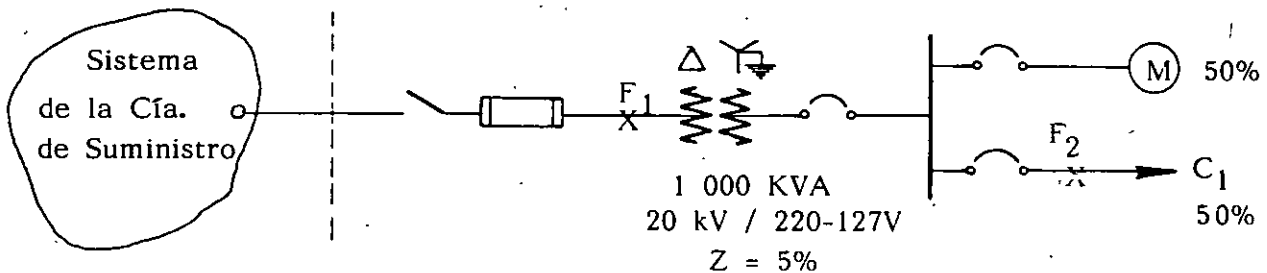 Sistema
de la Cía.
de Suministro
F1
Δ
M
50%
F2
C1
50%
1 000 KVA
20 kV / 220-127V
Z = 5%